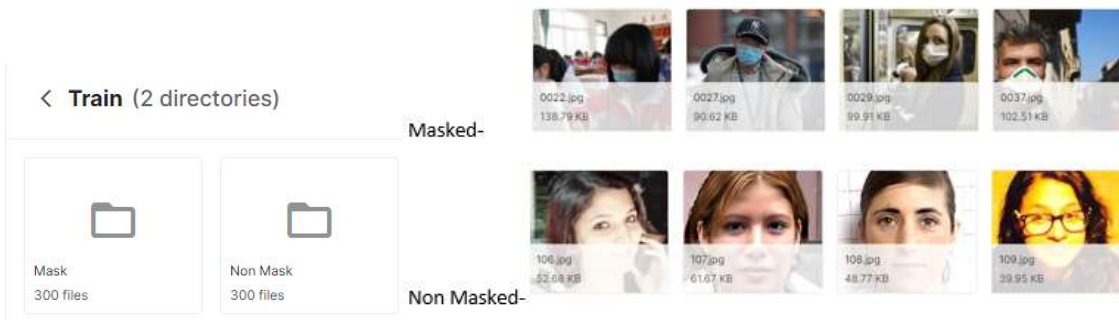 Train (2 directories)
Mask
300 files
Non Mask
300 files
Masked-
0022.jpg
138.79 KB
0027.jpg
90.62 KB
0029.jpg
99.91 KB
0037.jpg
102.51 KB
Non Masked-
106.jpg
52.68 KB
107.jpg
61.67 KB
108.jpg
48.77 KB
109.jpg
39.95 KB